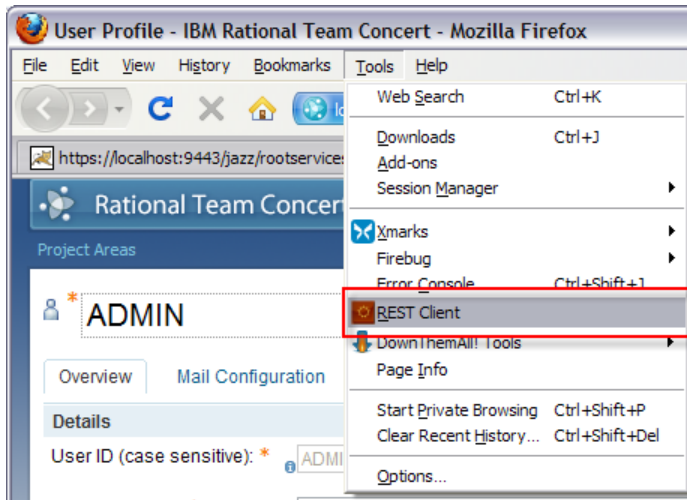 User Profile - IBM Rational Team Concert - Mozilla Firefox
File Edit View History Bookmarks Tools Help
Web Search Ctrl+K
Downloads Ctrl+J
Add-ons
Session Manager
Xmarks
Firebug
Error Console Ctrl+Shift+J
REST Client
DownThemAll! Tools
Page Info
Start Private Browsing Ctrl+Shift+P
Clear Recent History... Ctrl+Shift+Del
Options...
https://localhost:9443/jazz/rootservices
Rational Team Concer
Project Areas
* ADMIN
Overview Mail Configuration
Details
User ID (case sensitive): * ADMI